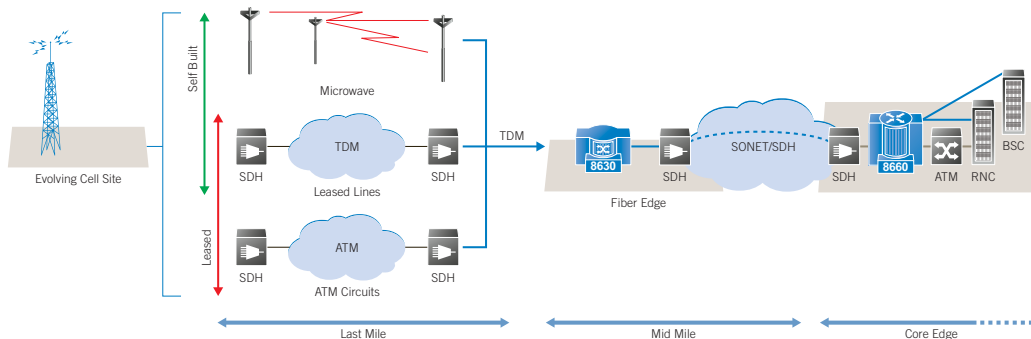 Evolving Cell Site
Self Built
Leased
Microwave
TDM
SDH
SDH
Leased Lines
ATM
SDH
SDH
ATM Circuits
TDM
8630
SDH
Fiber Edge
SONET/SDH
SDH
8660
ATM
RNC
BSC
Last Mile
Mid Mile
Core Edge